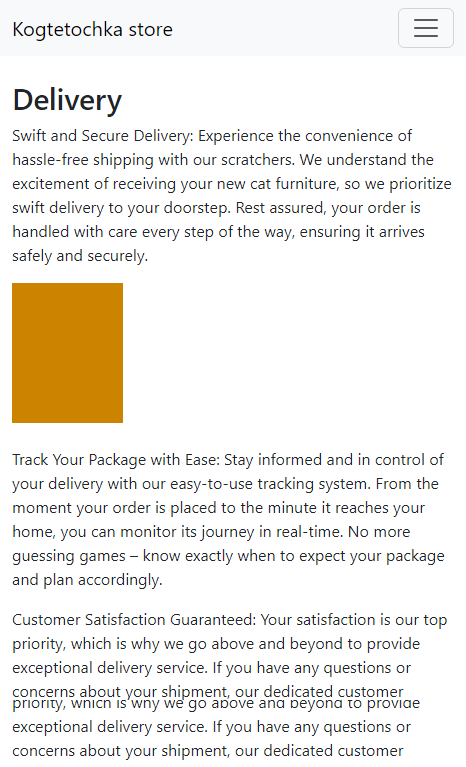 Kogtetochka store
Delivery
Swift and Secure Delivery: Experience the convenience of
hassle-free shipping with our scratchers. We understand the
excitement of receiving your new cat furniture, so we prioritize
swift delivery to your doorstep. Rest assured, your order is
handled with care every step of the way, ensuring it arrives
safely and securely.
Track Your Package with Ease: Stay informed and in control of
your delivery with our easy-to-use tracking system. From the
moment your order is placed to the minute it reaches your
home, you can monitor its journey in real-time. No more
guessing games – know exactly when to expect your package
and plan accordingly.
Customer Satisfaction Guaranteed: Your satisfaction is our top
priority, which is why we go above and beyond to provide
exceptional delivery service. If you have any questions or
concerns about your shipment, our dedicated customer
priority, which is why we go above and beyond to provide
exceptional delivery service. If you have any questions or
concerns about your shipment, our dedicated customer